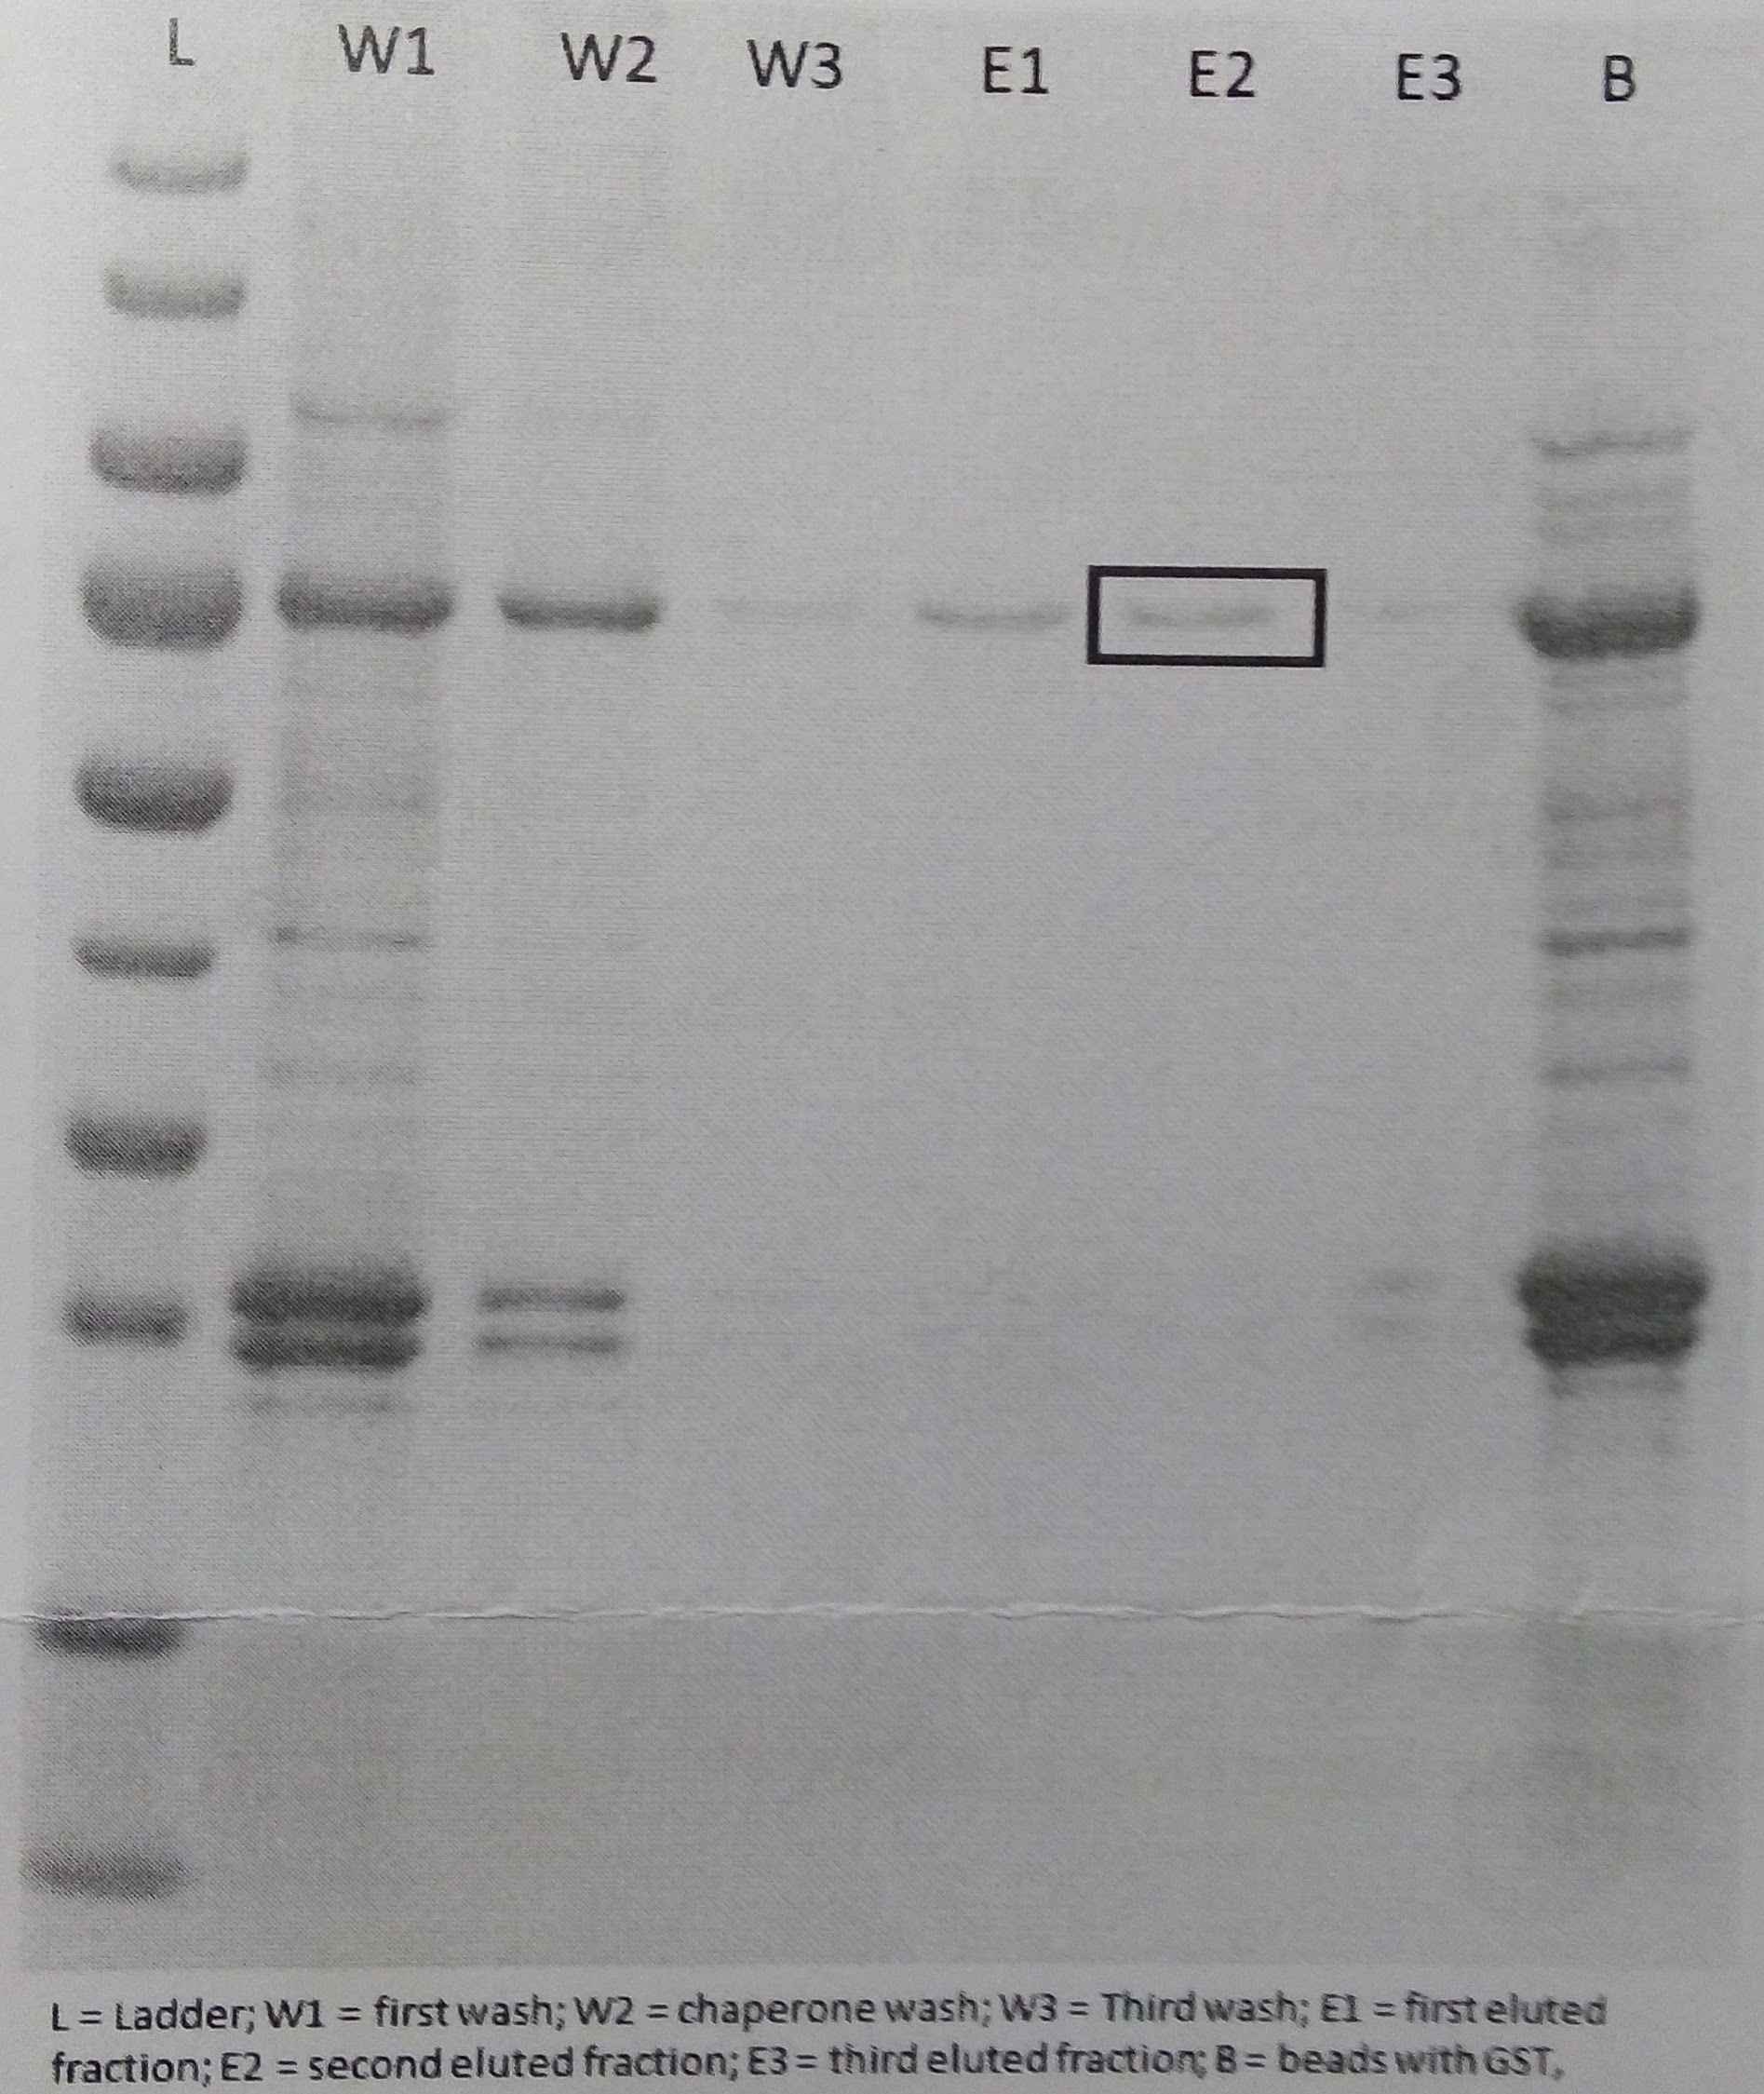 L W1 W2 W3 E1 E2 E3 B
L = Ladder; W1 = first wash; W2 = chaperone wash; W3 = Third wash; E1 = first eluted
fraction; E2 = second eluted fraction; E3 = third eluted fraction; B = beads with GST,